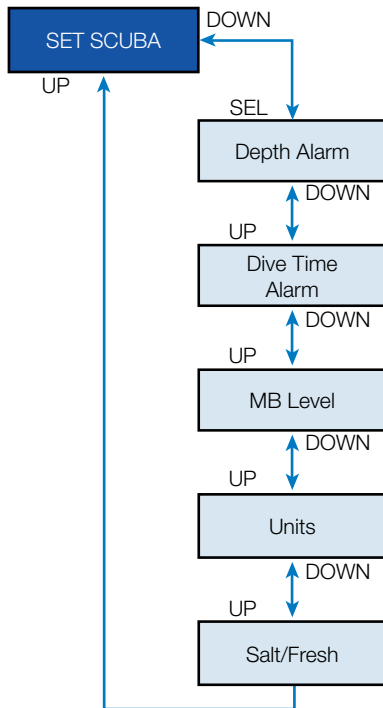 SET SCUBA
DOWN
UP
SEL
Depth Alarm
DOWN
UP
Dive Time
Alarm
DOWN
UP
MB Level
DOWN
UP
Units
DOWN
UP
Salt/Fresh